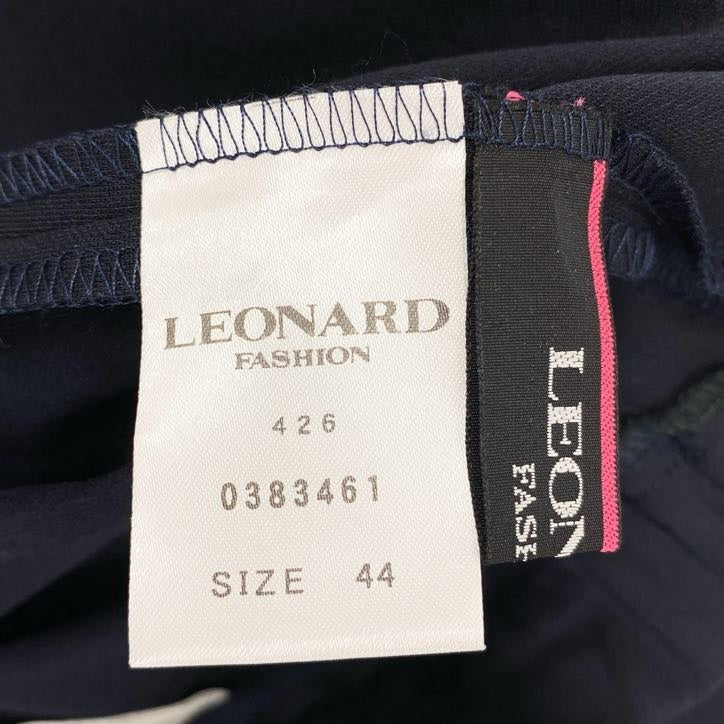 LEONARD
FASHION
426
0383461
SIZE 44
LEON
FASH